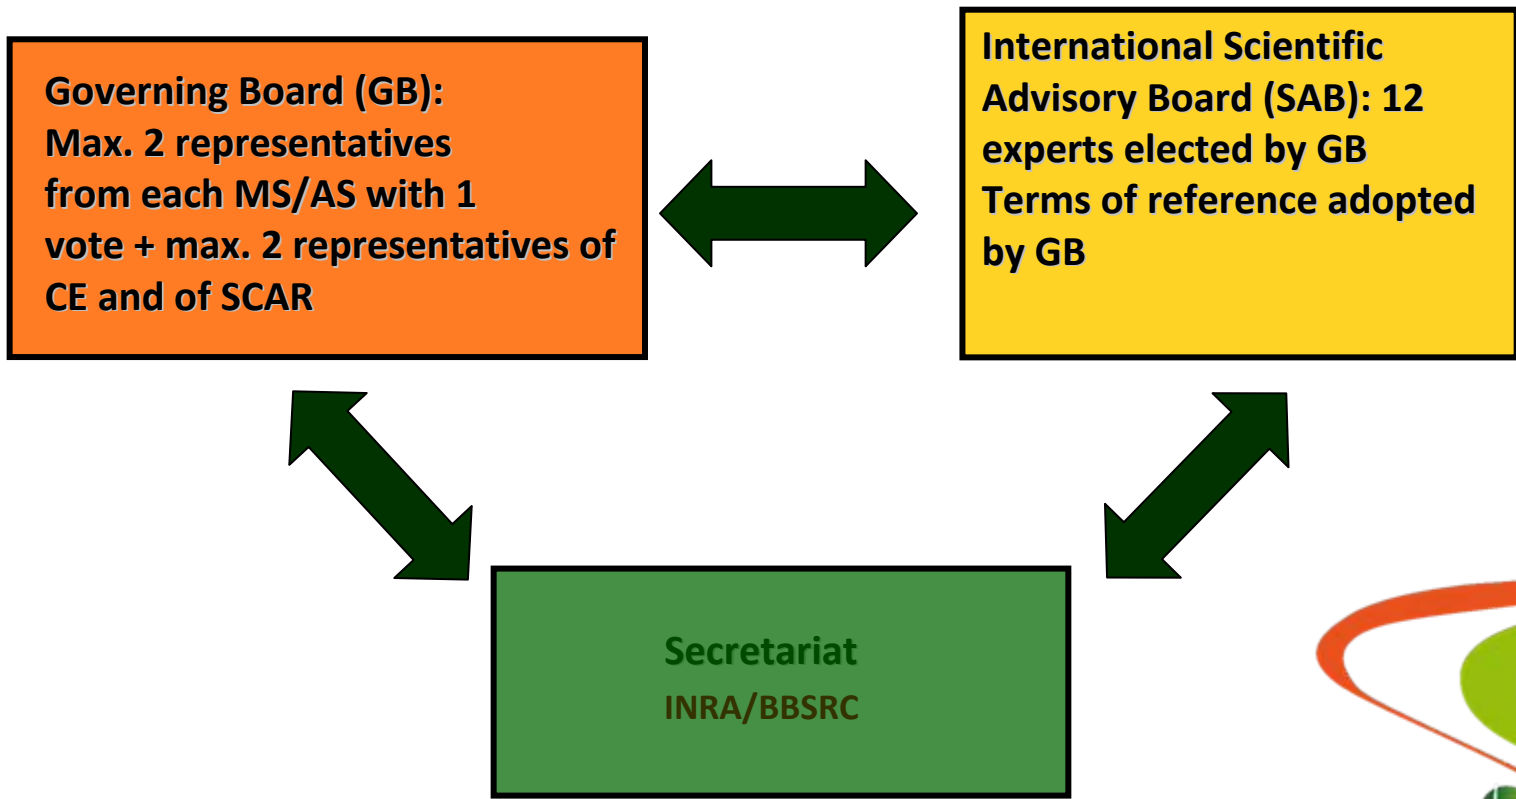 Governing Board (GB):
Max. 2 representatives
from each MS/AS with 1
vote + max. 2 representatives of
CE and of SCAR
International Scientific
Advisory Board (SAB): 12
experts elected by GB
Terms of reference adopted
by GB
Secretariat
INRA/BBSRC